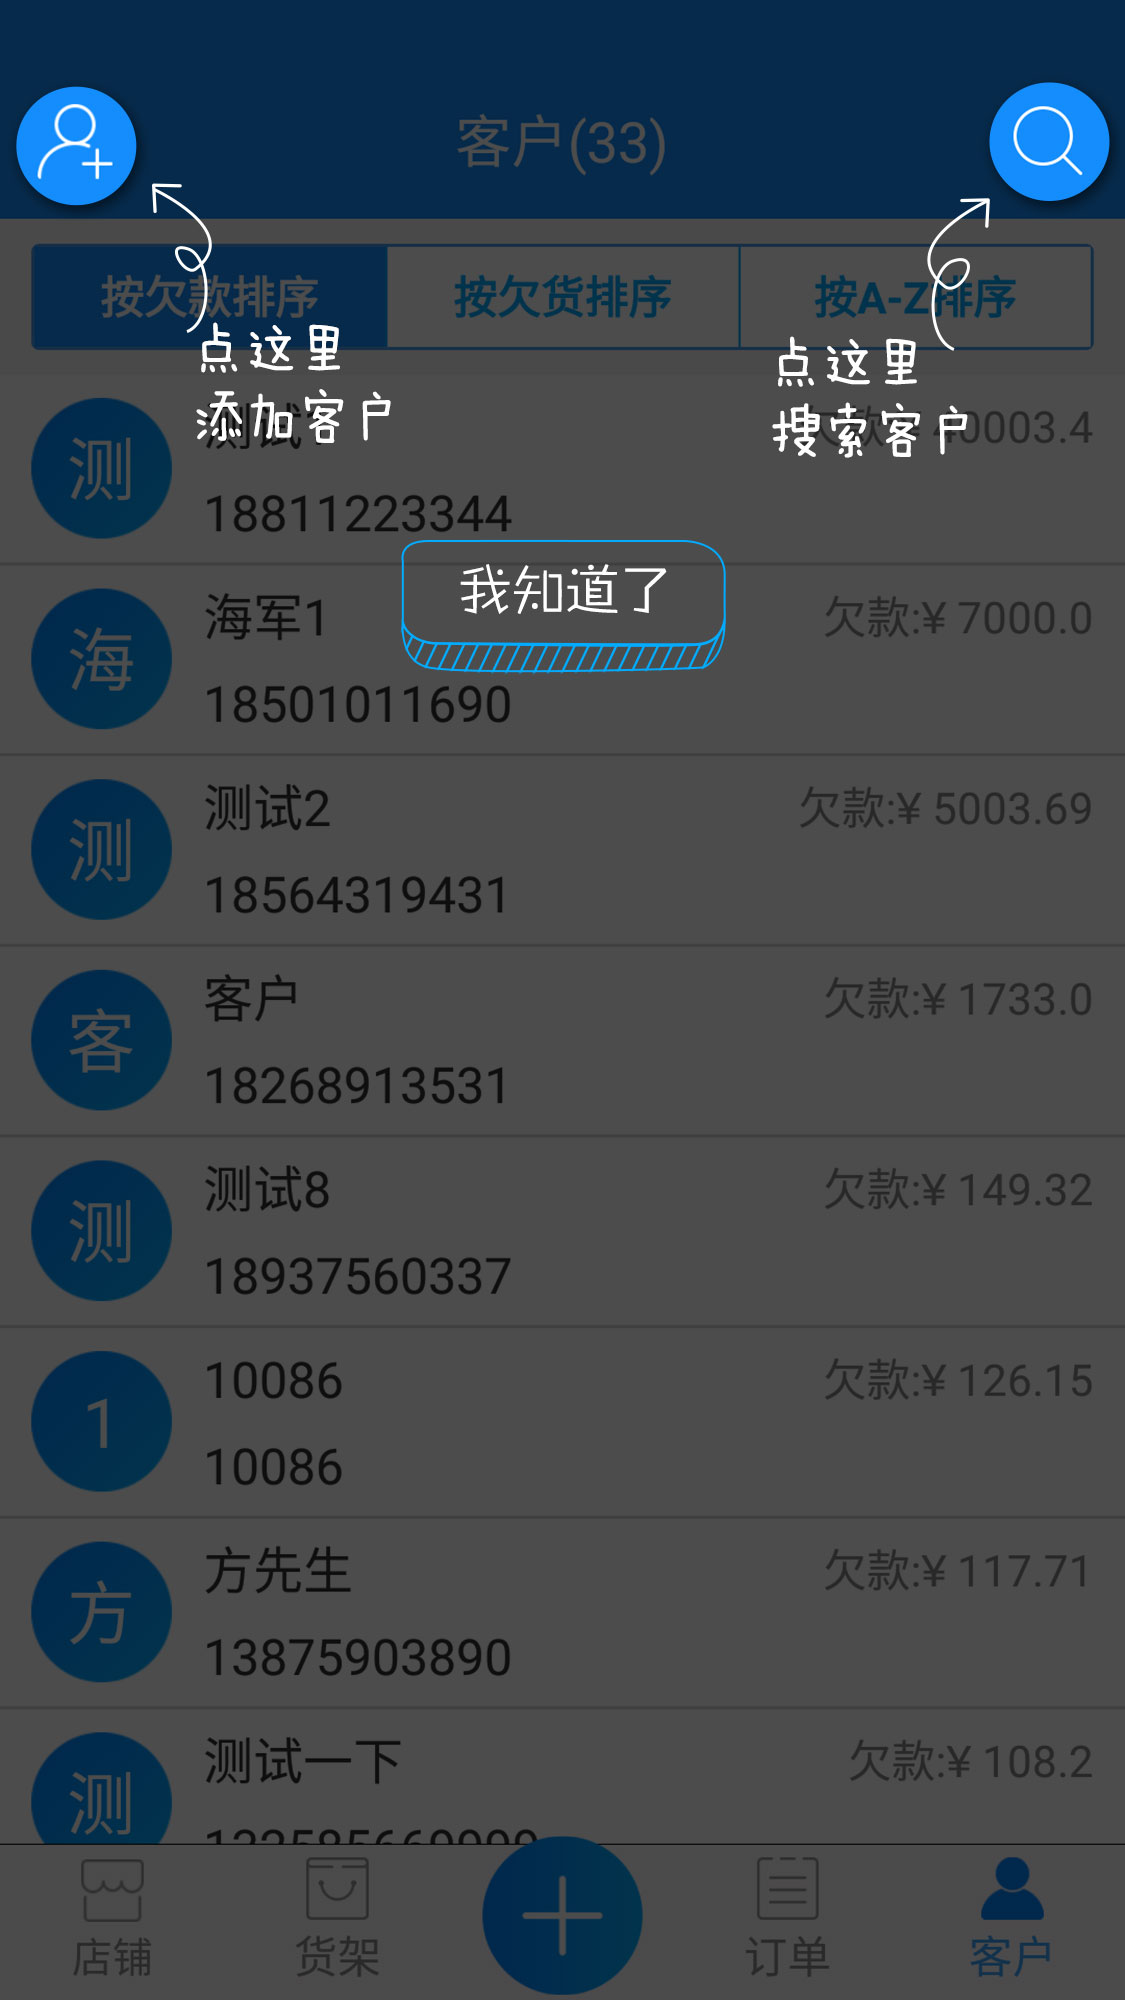 客户(33)
按欠款排序
按欠货排序
按A-Z排序
点这里
添加客户
点这里
搜索客户
测
测试
欠款:¥ 40003.4
18811223344
我知道了
海
海军1
欠款:¥ 7000.0
18501011690
测
测试2
欠款:¥ 5003.69
18564319431
客
客户
欠款:¥ 1733.0
18268913531
测
测试8
欠款:¥ 149.32
18937560337
1
10086
欠款:¥ 126.15
10086
方
方先生
欠款:¥ 117.71
13875903890
测
测试一下
欠款:¥ 108.2
店铺
货架
订单
客户